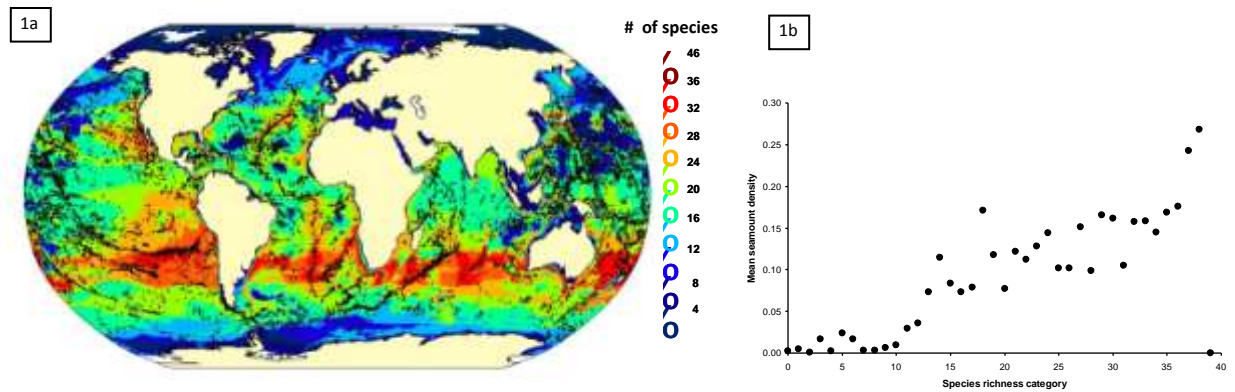 1a
# of species
46
36
32
28
24
20
16
12
8
4
1b
0.30
0.25
0.20
0.15
0.10
0.05
0.00
Mean seamount density
0 5 10 15 20 25 30 35 40
Species richness category